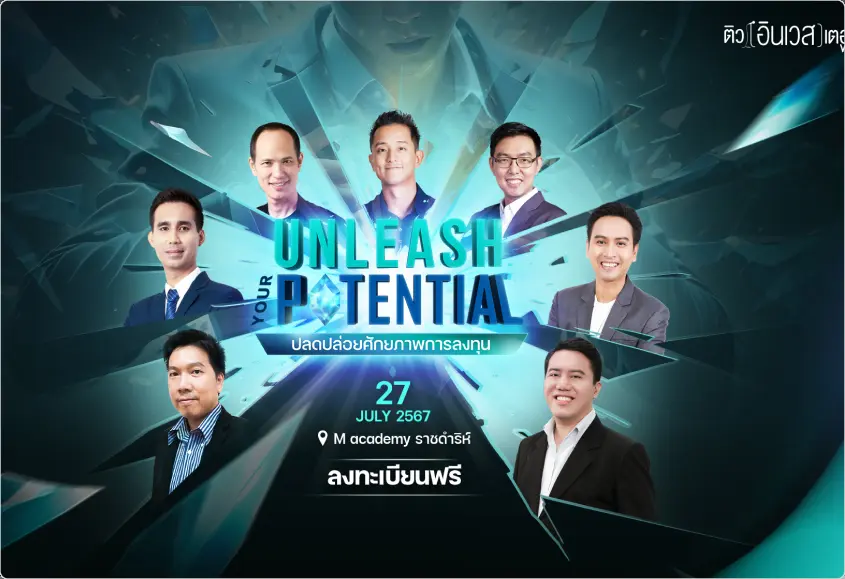 ติว[อินเวส]เตอ
UNLEASH
YOUR
POTENTIAL
ปลดปล่อยศักยภาพการลงทุน
27
JULY 2567
M academy ราชดำริห์
ลงทะเบียนฟรี